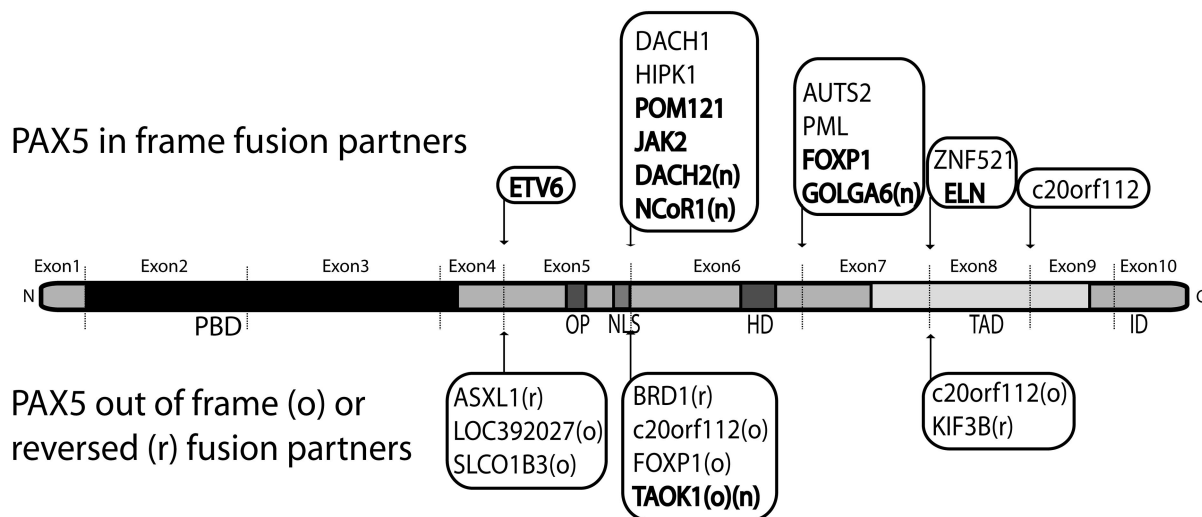 DACH1
HIPK1
POM121
JAK2
DACH2(n)
NCoR1(n)
AUTS2
PML
FOXP1
GOLGA6(n)
ZNF521
ELN
c20orf112
ETV6
PAX5 in frame fusion partners
Exon1 Exon2 Exon3 Exon4 Exon5 Exon6 Exon7 Exon8 Exon9 Exon10
N C
PBD OP NLS HD TAD ID
PAX5 out of frame (o) or
reversed (r) fusion partners
ASXL1(r)
LOC392027(o)
SLCO1B3(o)
BRD1(r)
c20orf112(o)
FOXP1(o)
TAOK1(o)(n)
c20orf112(o)
KIF3B(r)